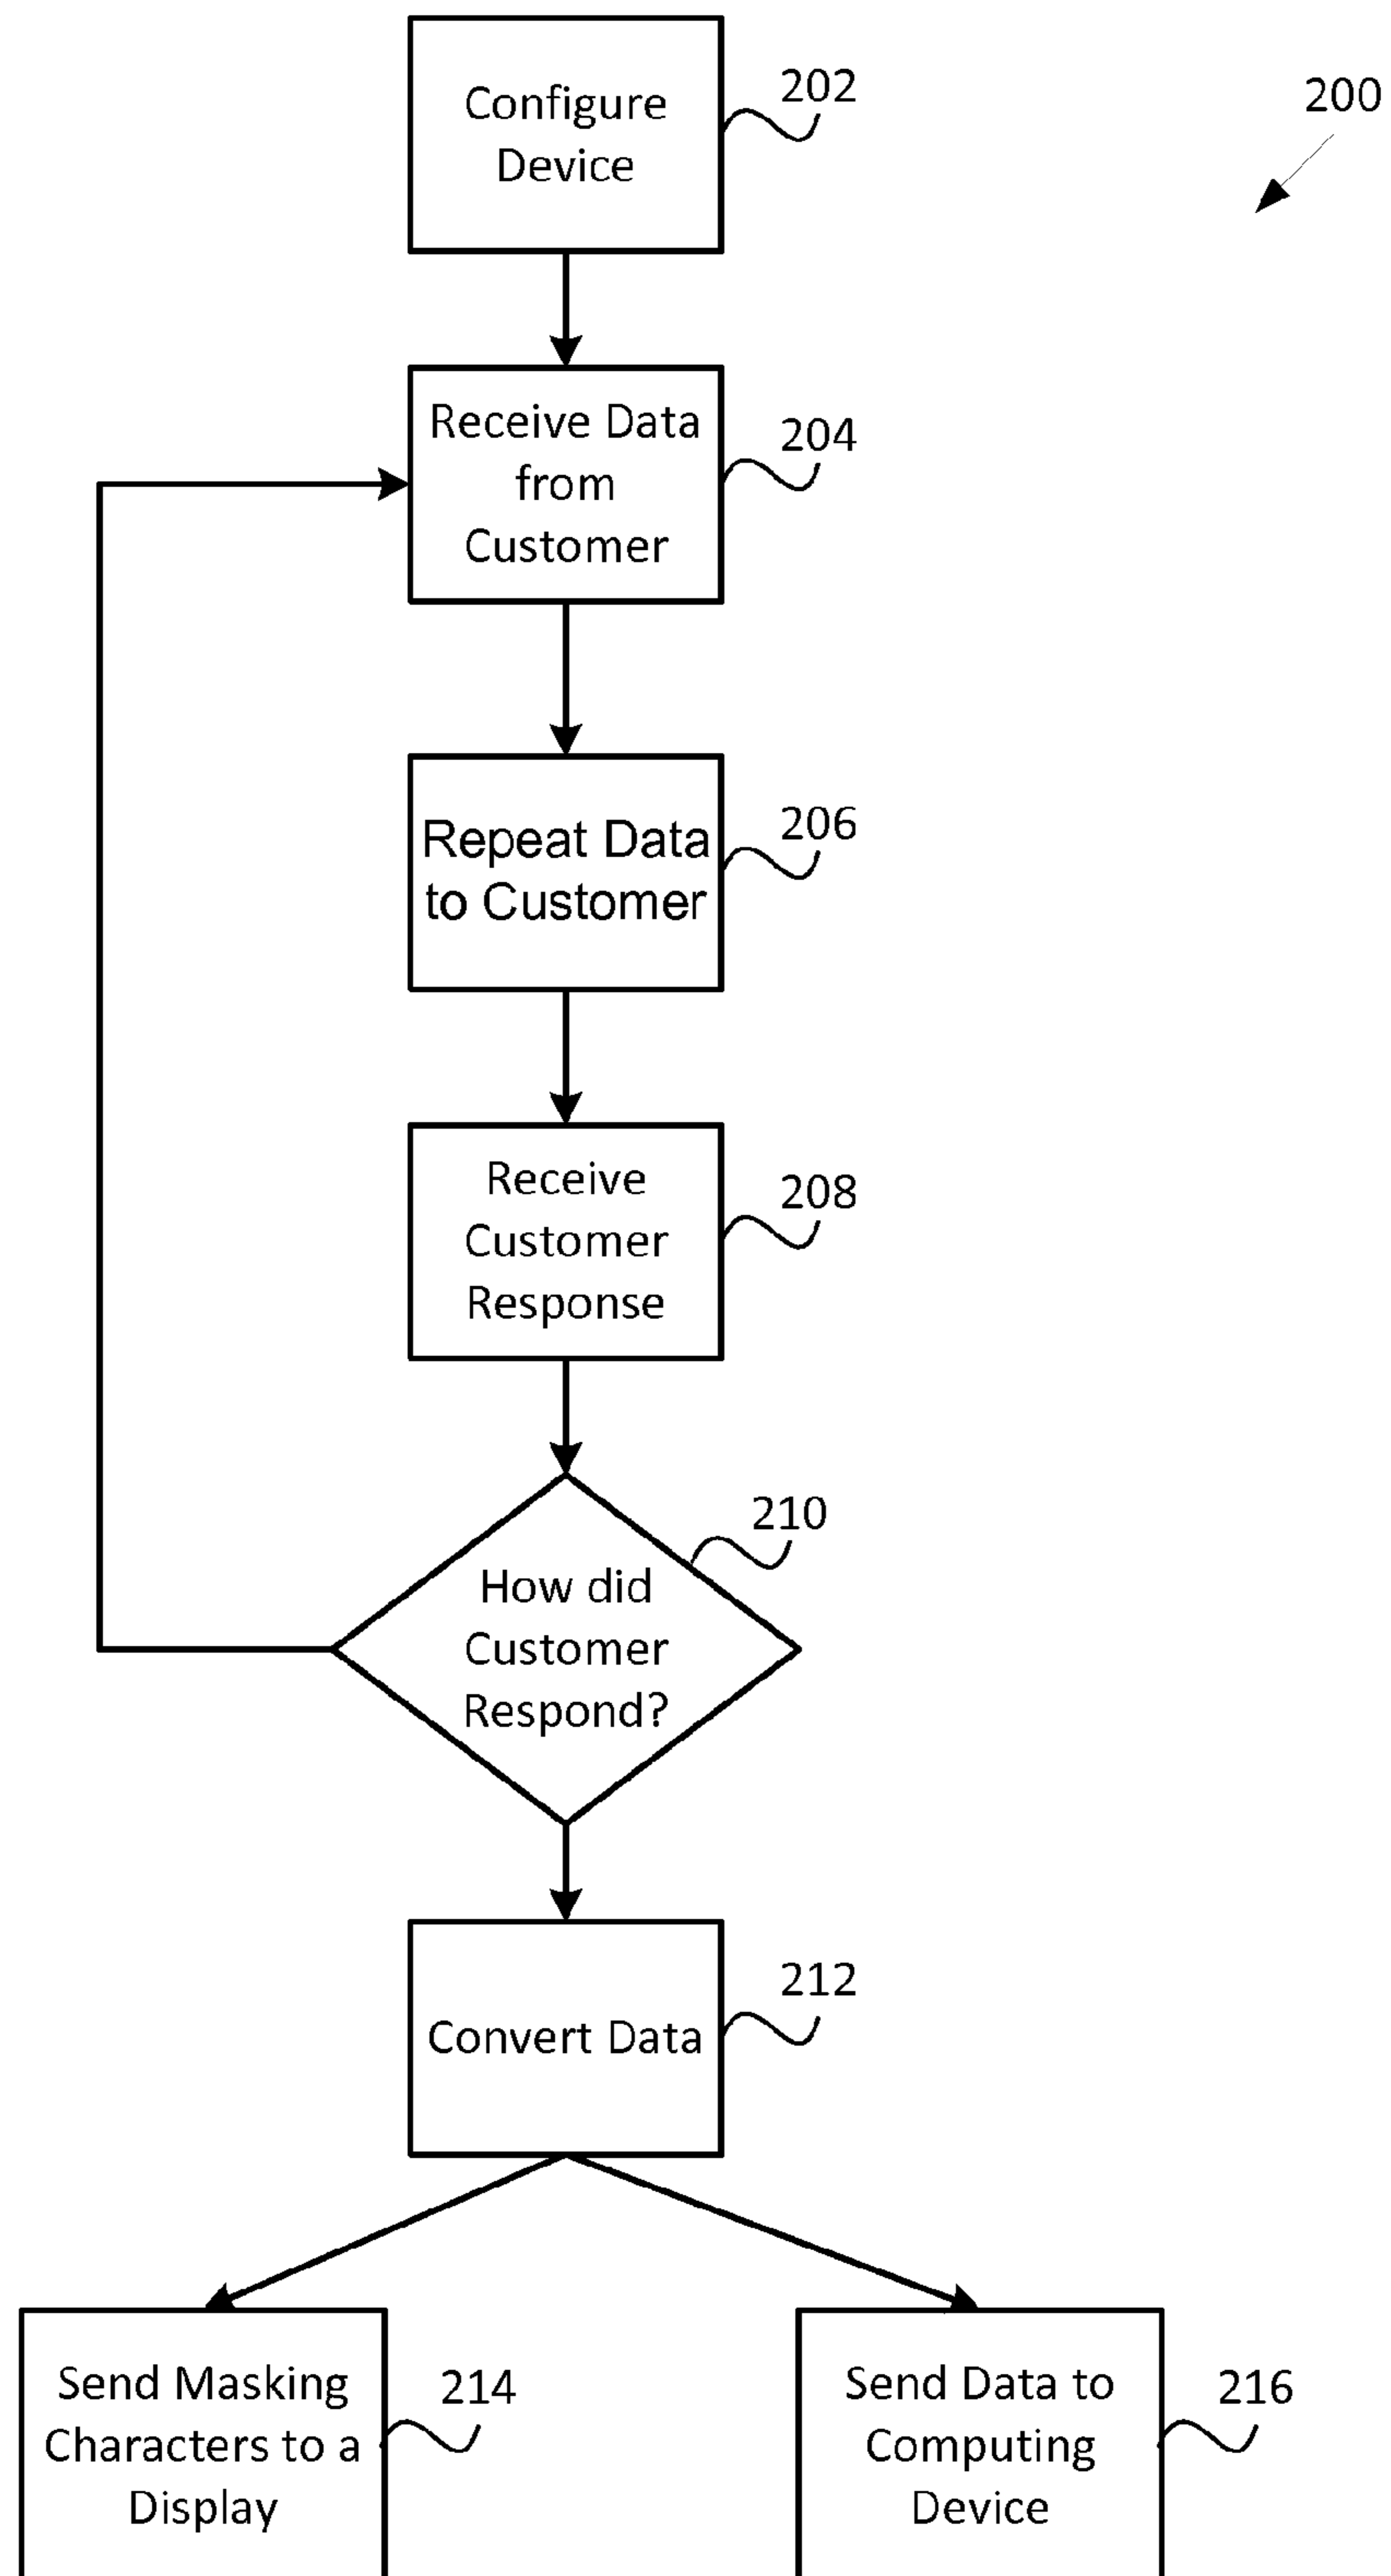 Configure
Device
202
200
Receive Data
from
Customer
204
Repeat Data
to Customer
206
Receive
Customer
Response
208
How did
Customer
Respond?
210
Convert Data
212
Send Masking
Characters to a
Display
214
Send Data to
Computing
Device
216